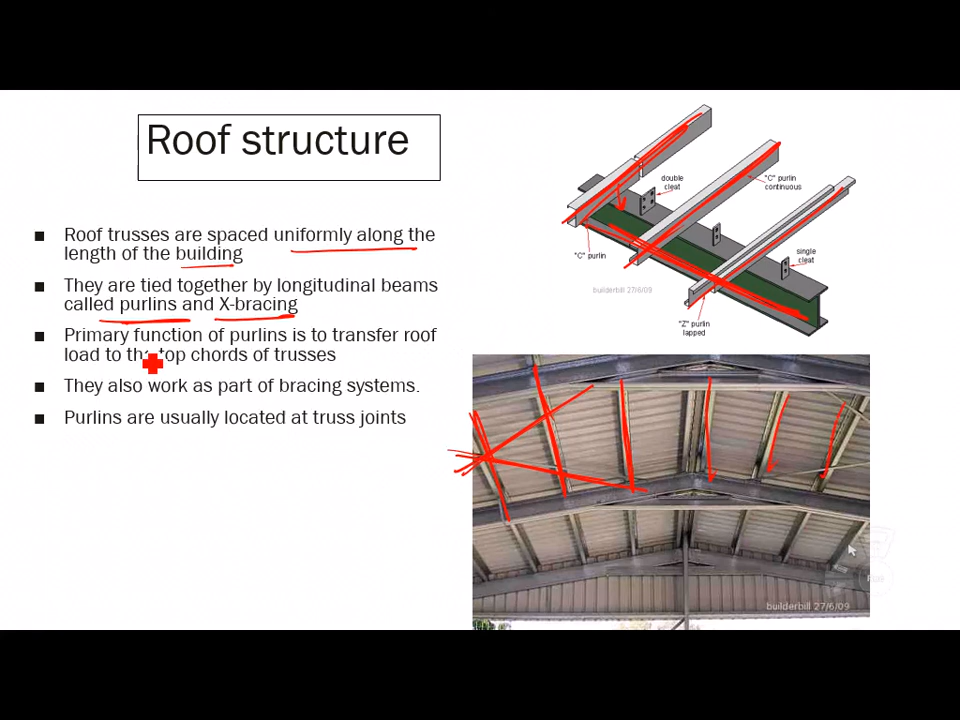 Roof structure
■ Roof trusses are spaced uniformly along the
length of the building
■ They are tied together by longitudinal beams
called purlins and X-bracing
■ Primary function of purlins is to transfer roof
load to the top chords of trusses
■ They also work as part of bracing systems.
■ Purlins are usually located at truss joints
double
cleat
"C" purlin
continuous
single
cleat
"C" purlin
builderbill 27/6/09
"Z" purlin
lapped
builderbill 27/6/09